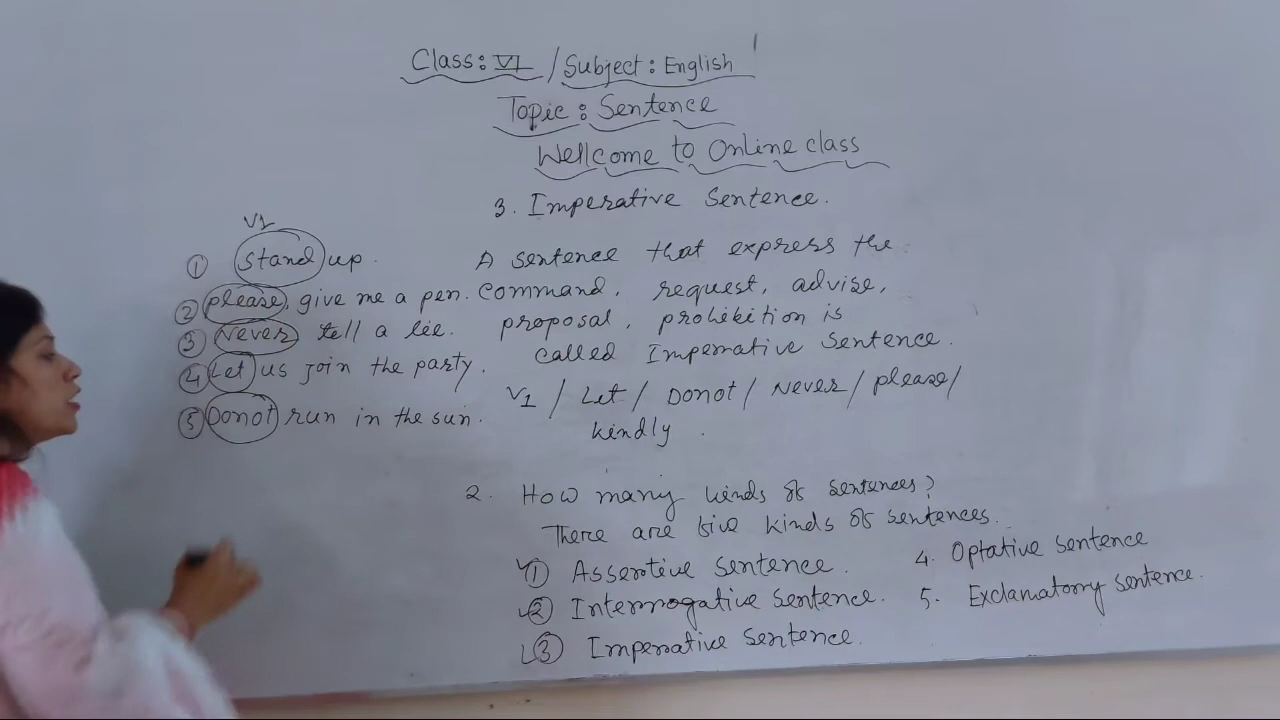 Class: VI / Subject: English
Topic: Sentence
Wellcome to Online class
3. Imperative Sentence.
V1
① Stand up.
② please, give me a pen.
③ Never tell a lie.
④ Let us join the party.
⑤ Donot run in the sun.
A sentence that express the
command, request, advise,
proposal, prohibition is
called Imperative Sentence.
V1 / Let / Donot / Never / please/
kindly.
2. How many kinds of sentences?
There are five kinds of sentences.
① Assertive sentence.
② Interrogative sentence.
③ Imperative sentence.
4. Optative sentence
5. Exclamatory sentence.